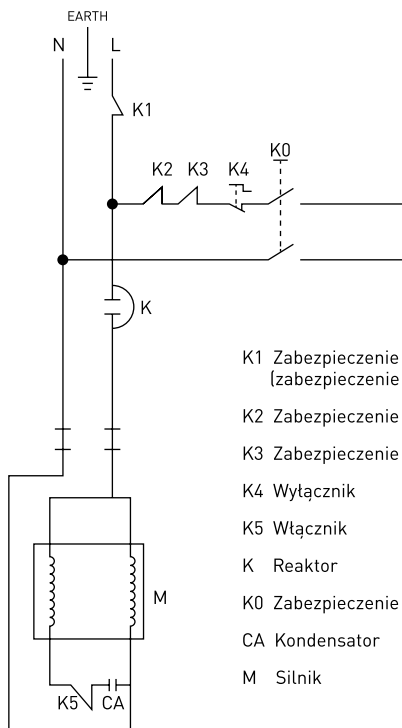 EARTH
N
L
K1
K2
K3
K4
K0
K
K1 Zabezpieczenie
(zabezpieczenie
K2 Zabezpieczenie
K3 Zabezpieczenie
K4 Wyłącznik
K5 Włącznik
K Reaktor
K0 Zabezpieczenie
CA Kondensator
M Silnik
M
K5
CA